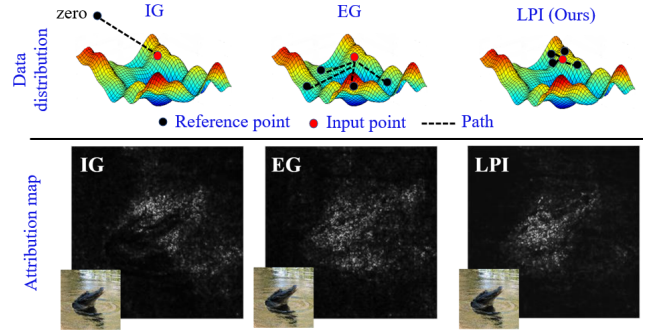 IG
EG
LPI (Ours)
zero
Data
distribution
Reference point
Input point
Path
Attribution map
IG
EG
LPI